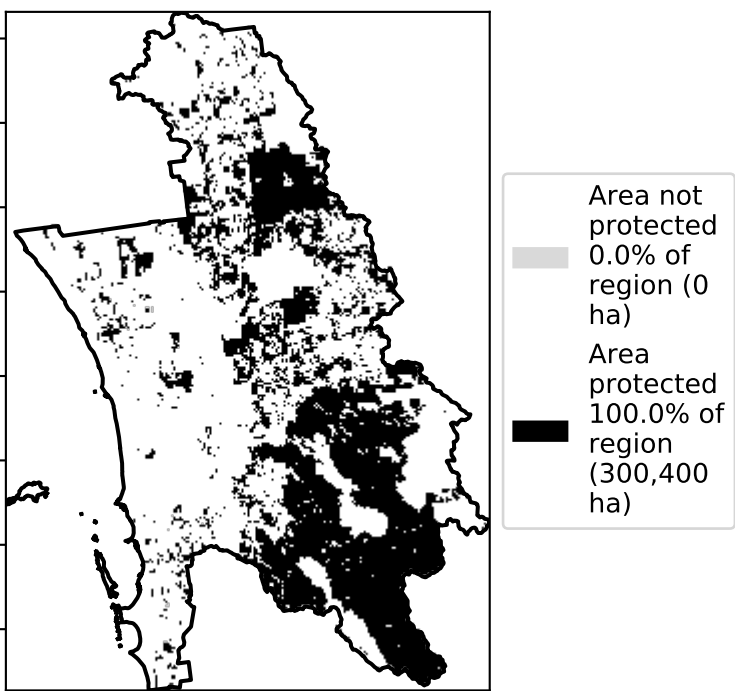 Area not
protected
0.0% of
region (0
ha)
Area
protected
100.0% of
region
(300,400
ha)